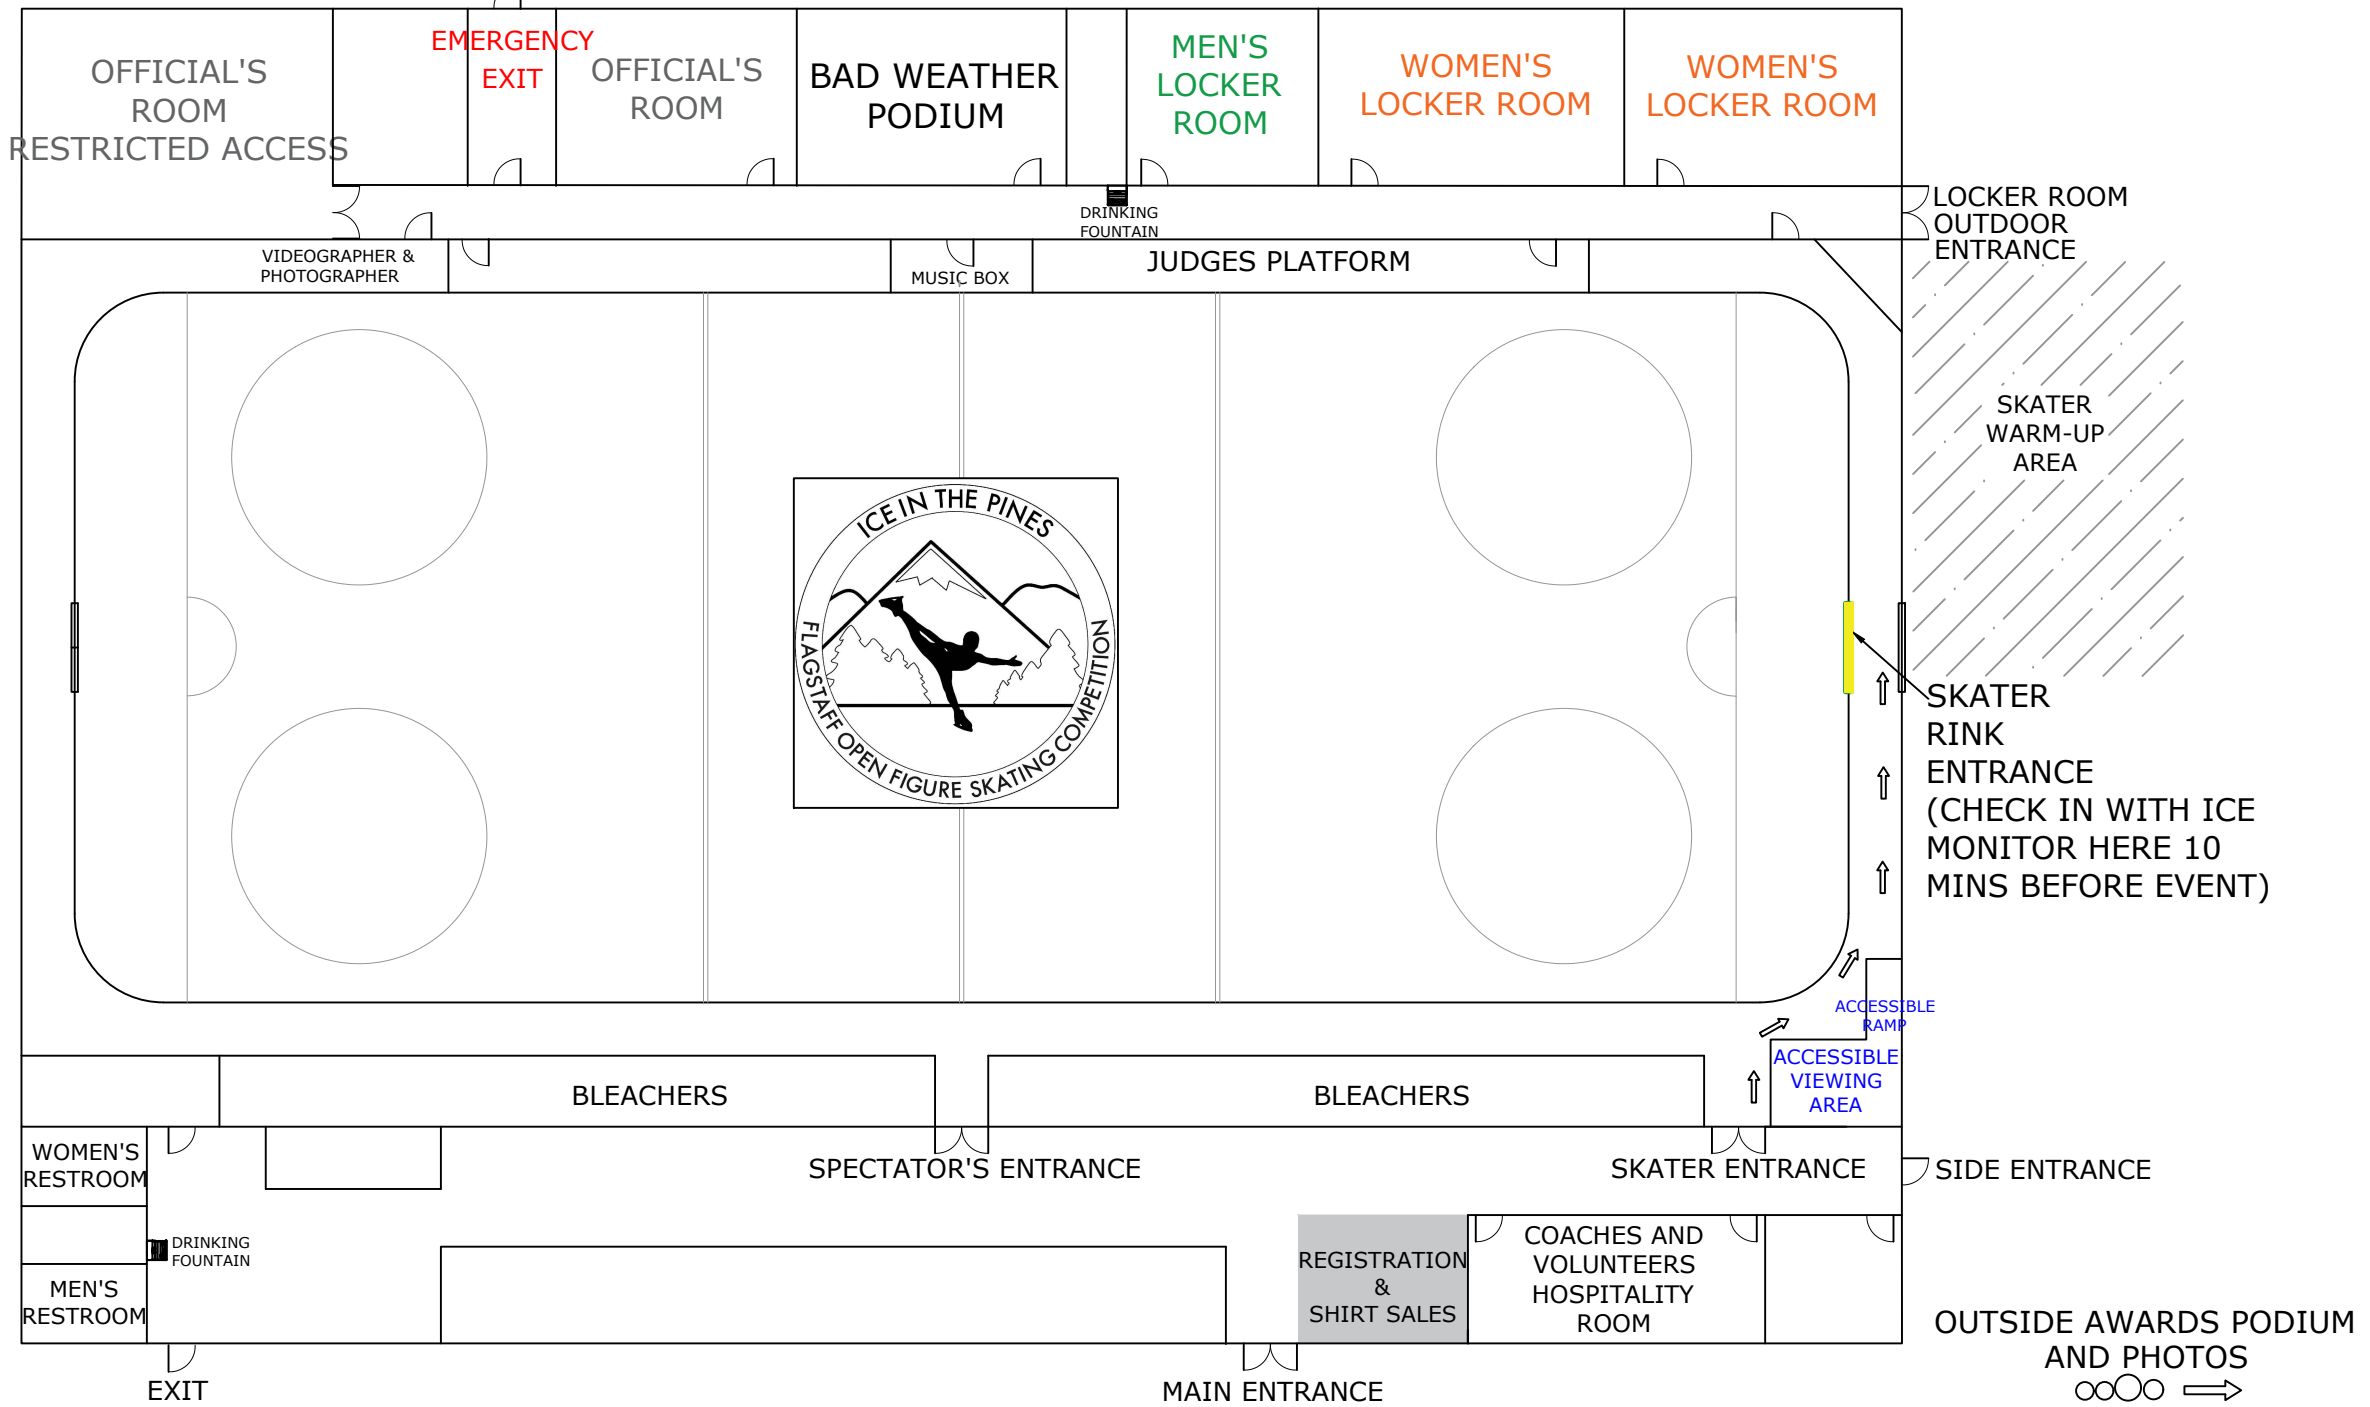 OFFICIAL'S
ROOM
RESTRICTED ACCESS
EMERGENCY
EXIT
OFFICIAL'S
ROOM
BAD WEATHER
PODIUM
MEN'S
LOCKER
ROOM
WOMEN'S
LOCKER ROOM
WOMEN'S
LOCKER ROOM
LOCKER ROOM
OUTDOOR
ENTRANCE
DRINKING
FOUNTAIN
VIDEOGRAPHER &
PHOTOGRAPHER
MUSIC BOX
JUDGES PLATFORM
SKATER
WARM-UP
AREA
ICE IN THE PINES
FLAGSTAFF OPEN FIGURE SKATING COMPETITION
SKATER
RINK
ENTRANCE
(CHECK IN WITH ICE
MONITOR HERE 10
MINS BEFORE EVENT)
ACCESSIBLE
RAMP
ACCESSIBLE
VIEWING
AREA
BLEACHERS
BLEACHERS
WOMEN'S
RESTROOM
SPECTATOR'S ENTRANCE
SKATER ENTRANCE
SIDE ENTRANCE
DRINKING
FOUNTAIN
MEN'S
RESTROOM
REGISTRATION
&
SHIRT SALES
COACHES AND
VOLUNTEERS
HOSPITALITY
ROOM
OUTSIDE AWARDS PODIUM
AND PHOTOS
EXIT
MAIN ENTRANCE